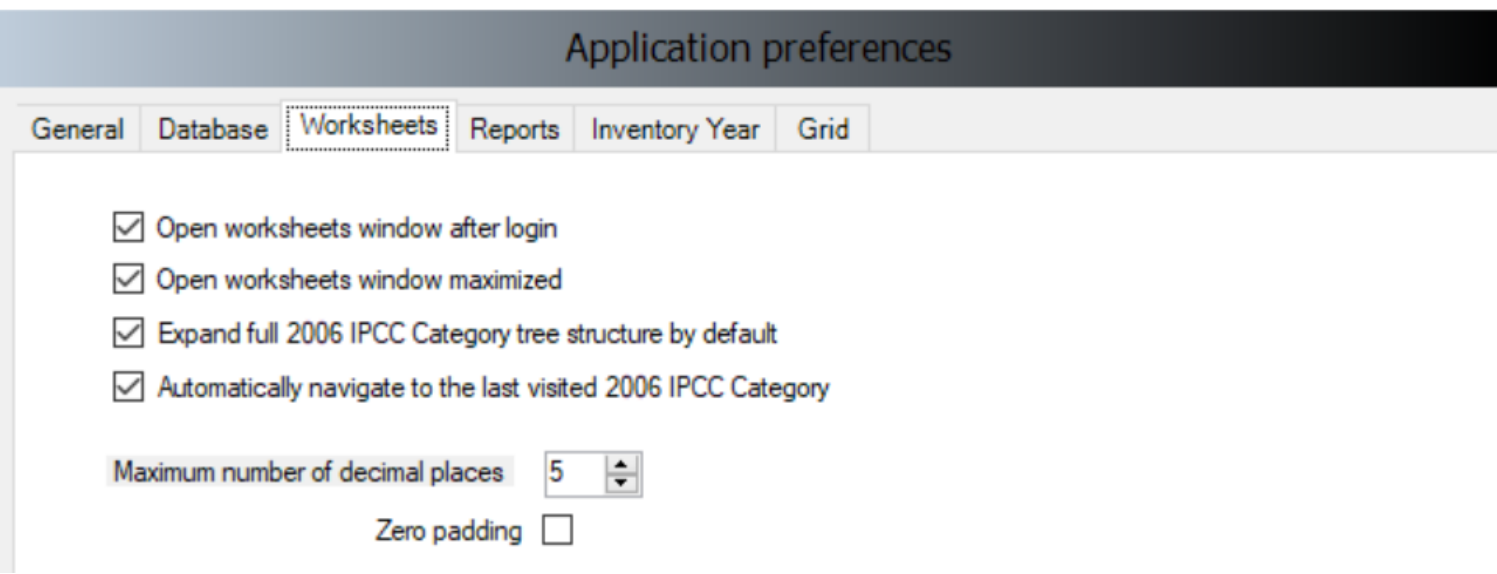 Application preferences
General Database Worksheets Reports Inventory Year Grid
Open worksheets window after login
Open worksheets window maximized
Expand full 2006 IPCC Category tree structure by default
Automatically navigate to the last visited 2006 IPCC Category
Maximum number of decimal places 5
Zero padding